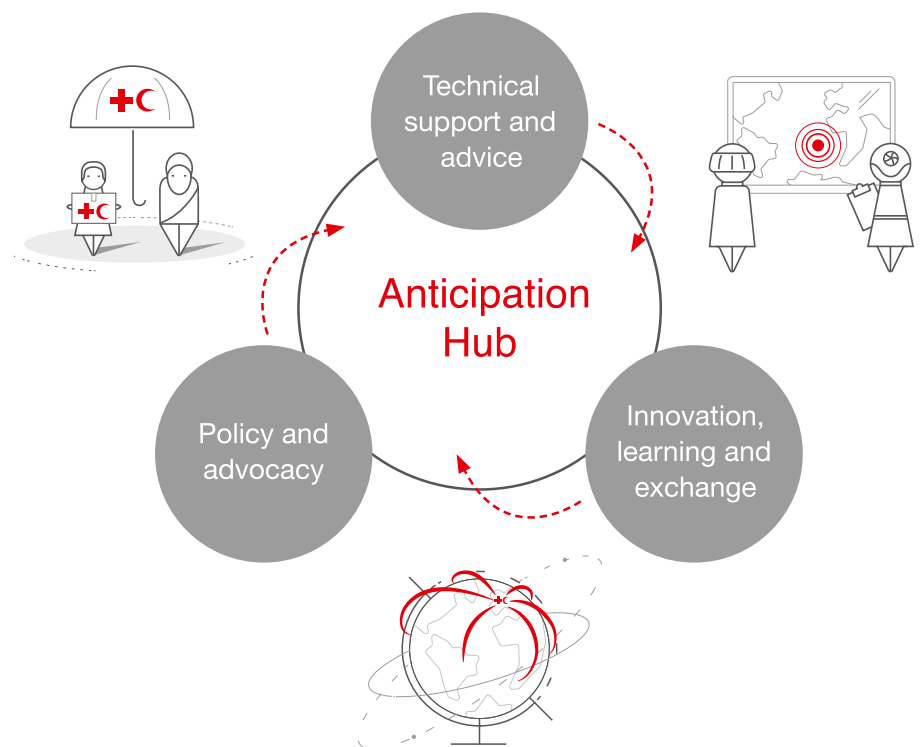 Technical
support and
advice
Anticipation
Hub
Policy and
advocacy
Innovation,
learning and
exchange